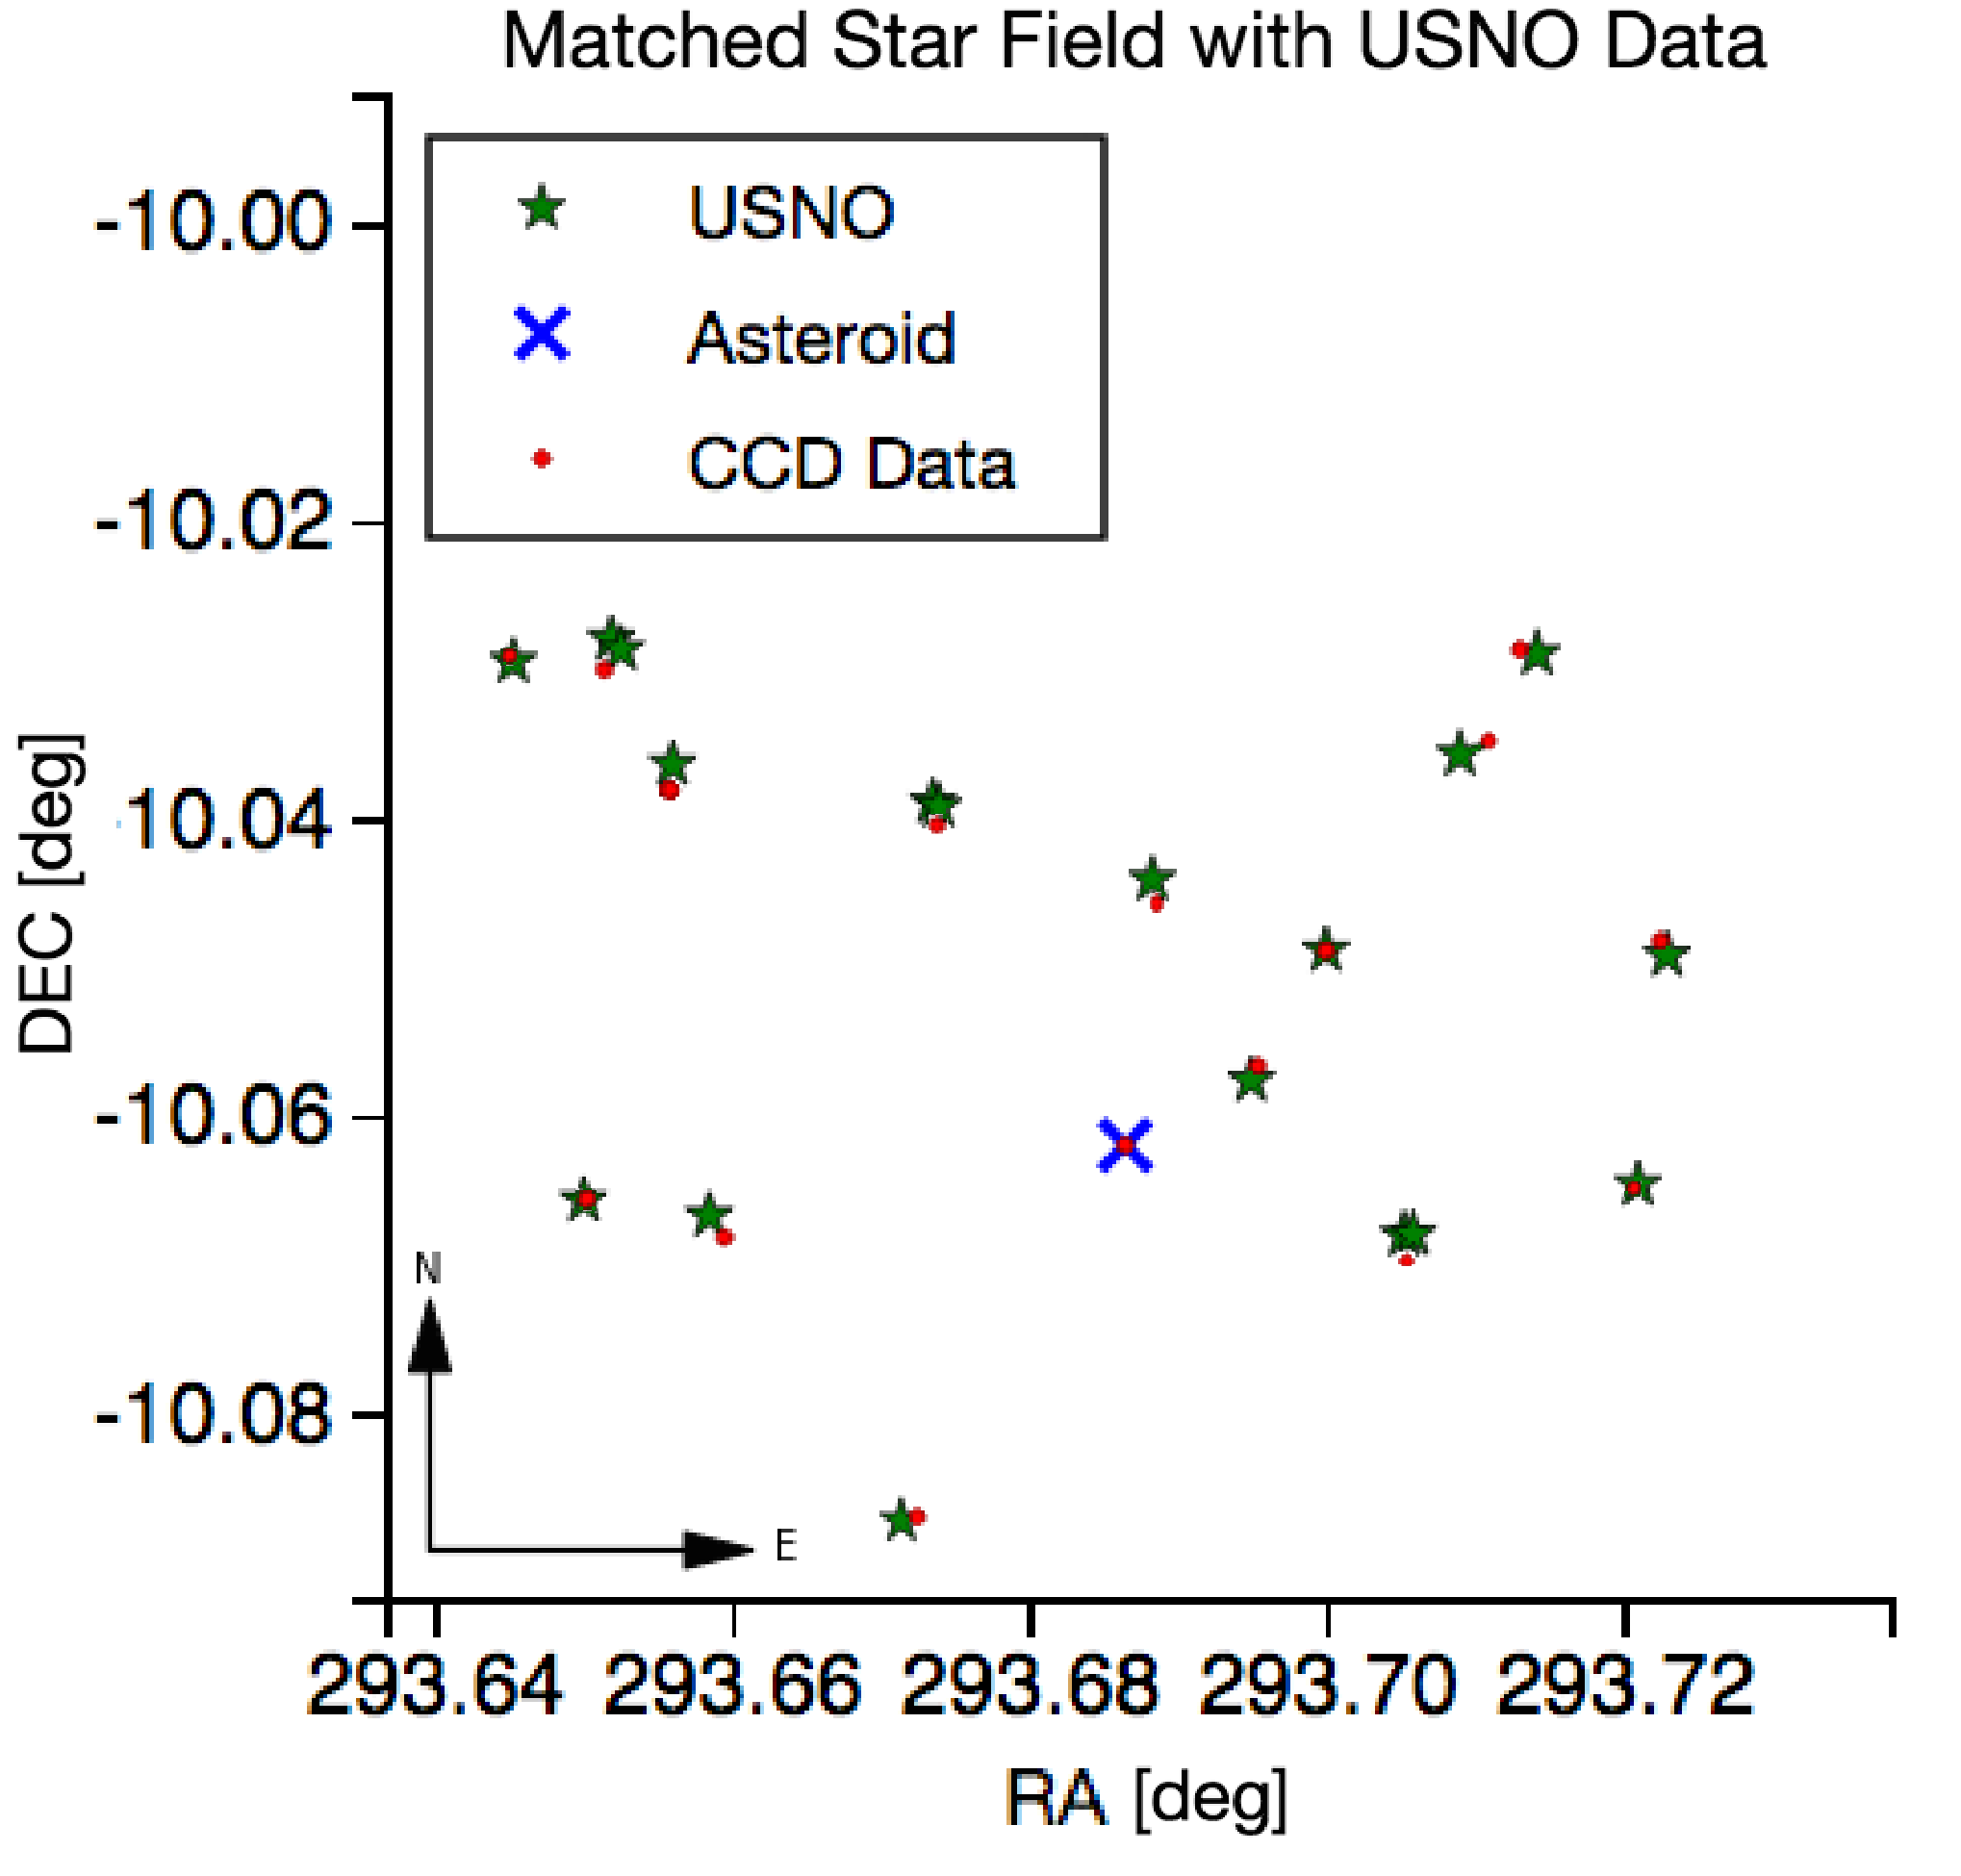 Matched Star Field with USNO Data
USNO
Asteroid
CCD Data
-10.00
-10.02
10.04
-10.06
-10.08
DEC [deg]
N
E
293.64 293.66 293.68 293.70 293.72
RA [deg]